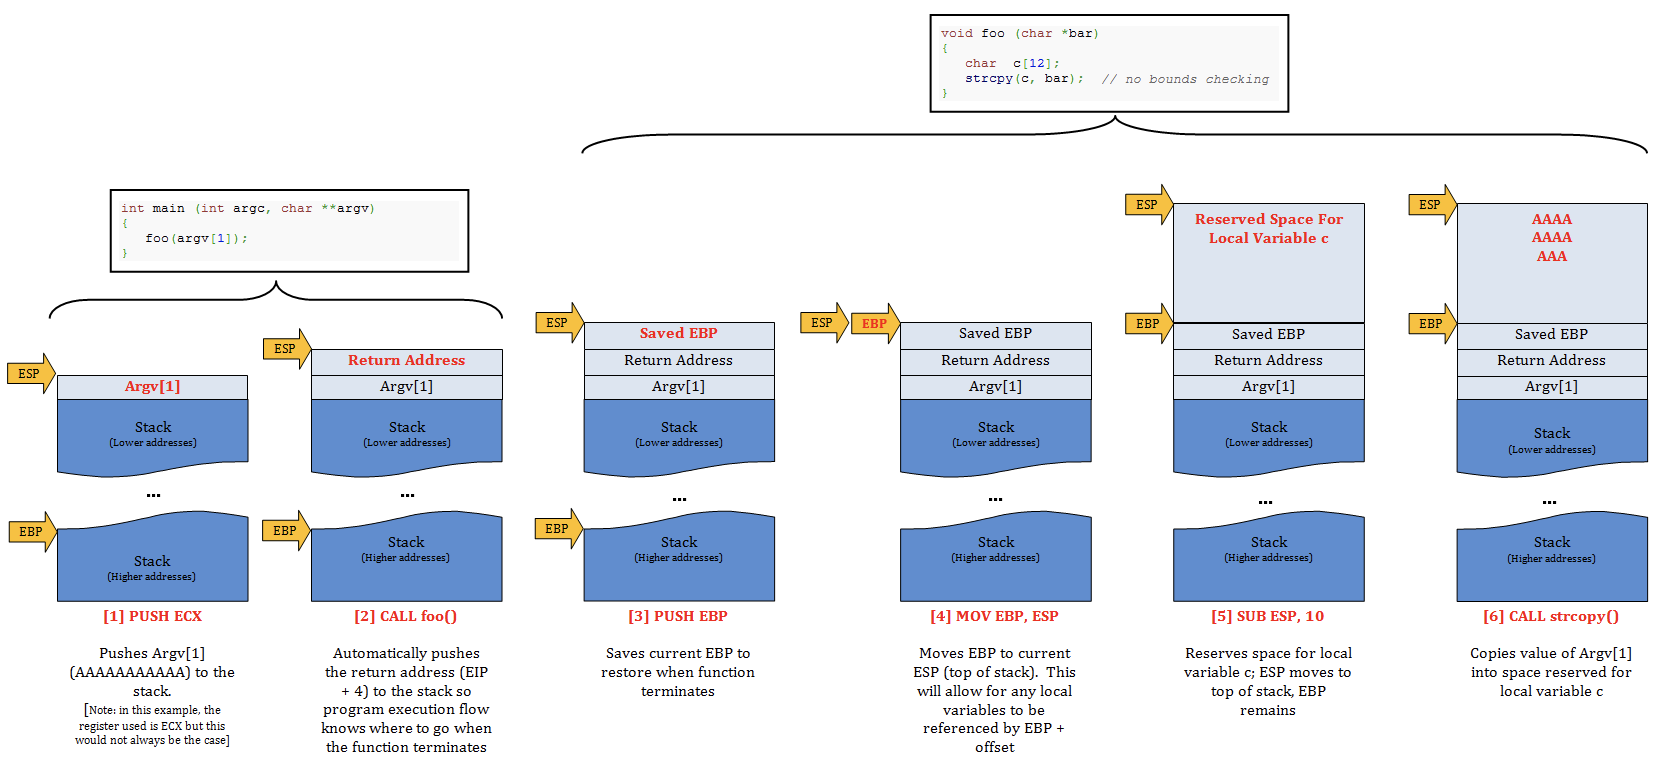 void foo (char *bar)
{
char c[12];
strcpy(c, bar); // no bounds checking
}
int main (int argc, char **argv)
{
foo(argv[1]);
}
ESP
Argv[1]
Stack
(Lower addresses)
...
EBP
Stack
(Higher addresses)
[1] PUSH ECX
Pushes Argv[1]
(AAAAAAAAAAA) to the
stack.
[Note: in this example, the
register used is ECX but this
would not always be the case]
ESP
Return Address
Argv[1]
Stack
(Lower addresses)
...
EBP
Stack
(Higher addresses)
[2] CALL foo()
Automatically pushes
the return address (EIP
+ 4) to the stack so
program execution flow
knows where to go when
the function terminates
ESP
Saved EBP
Return Address
Argv[1]
Stack
(Lower addresses)
...
EBP
Stack
(Higher addresses)
[3] PUSH EBP
Saves current EBP to
restore when function
terminates
ESP
EBP
Saved EBP
Return Address
Argv[1]
Stack
(Lower addresses)
...
Stack
(Higher addresses)
[4] MOV EBP, ESP
Moves EBP to current
ESP (top of stack). This
will allow for any local
variables to be
referenced by EBP +
offset
ESP
Reserved Space For
Local Variable c
EBP
Saved EBP
Return Address
Argv[1]
Stack
(Lower addresses)
...
Stack
(Higher addresses)
[5] SUB ESP, 10
Reserves space for local
variable c; ESP moves to
top of stack, EBP
remains
ESP
AAAA
AAAA
AAA
EBP
Saved EBP
Return Address
Argv[1]
Stack
(Lower addresses)
...
Stack
(Higher addresses)
[6] CALL strcopy()
Copies value of Argv[1]
into space reserved for
local variable c